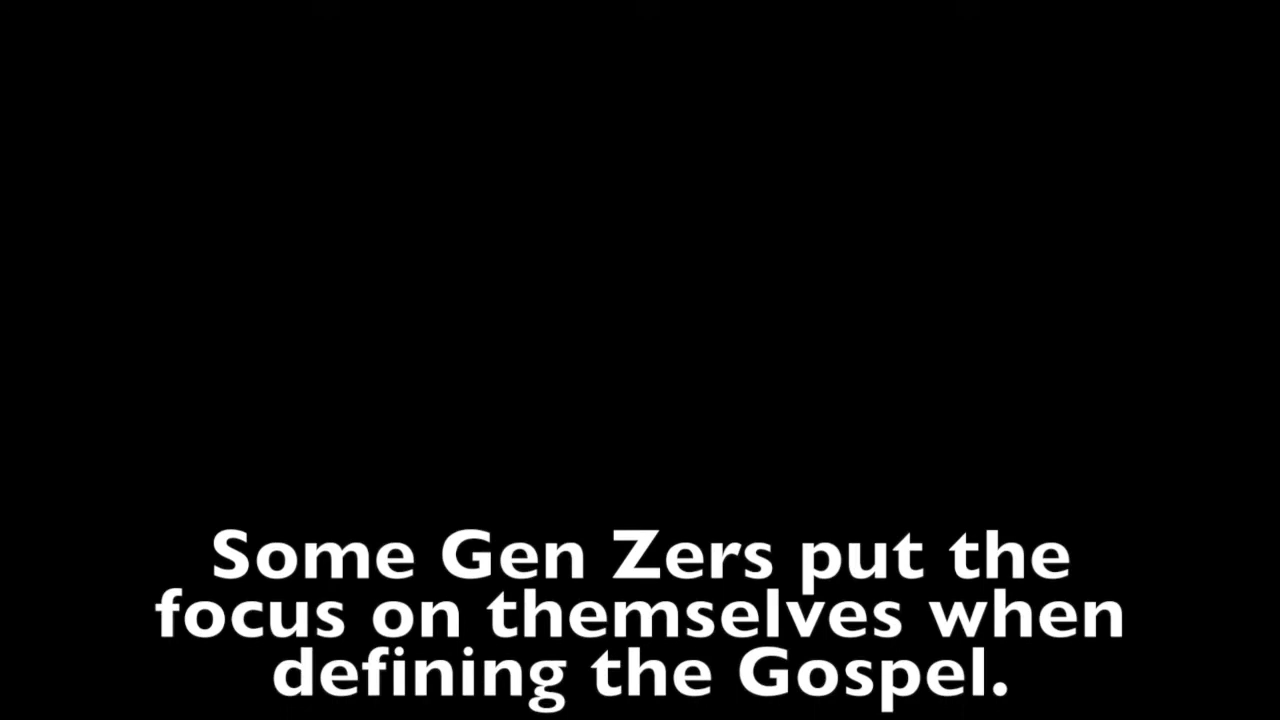 Some Gen Zers put the
focus on themselves when
defining the Gospel.